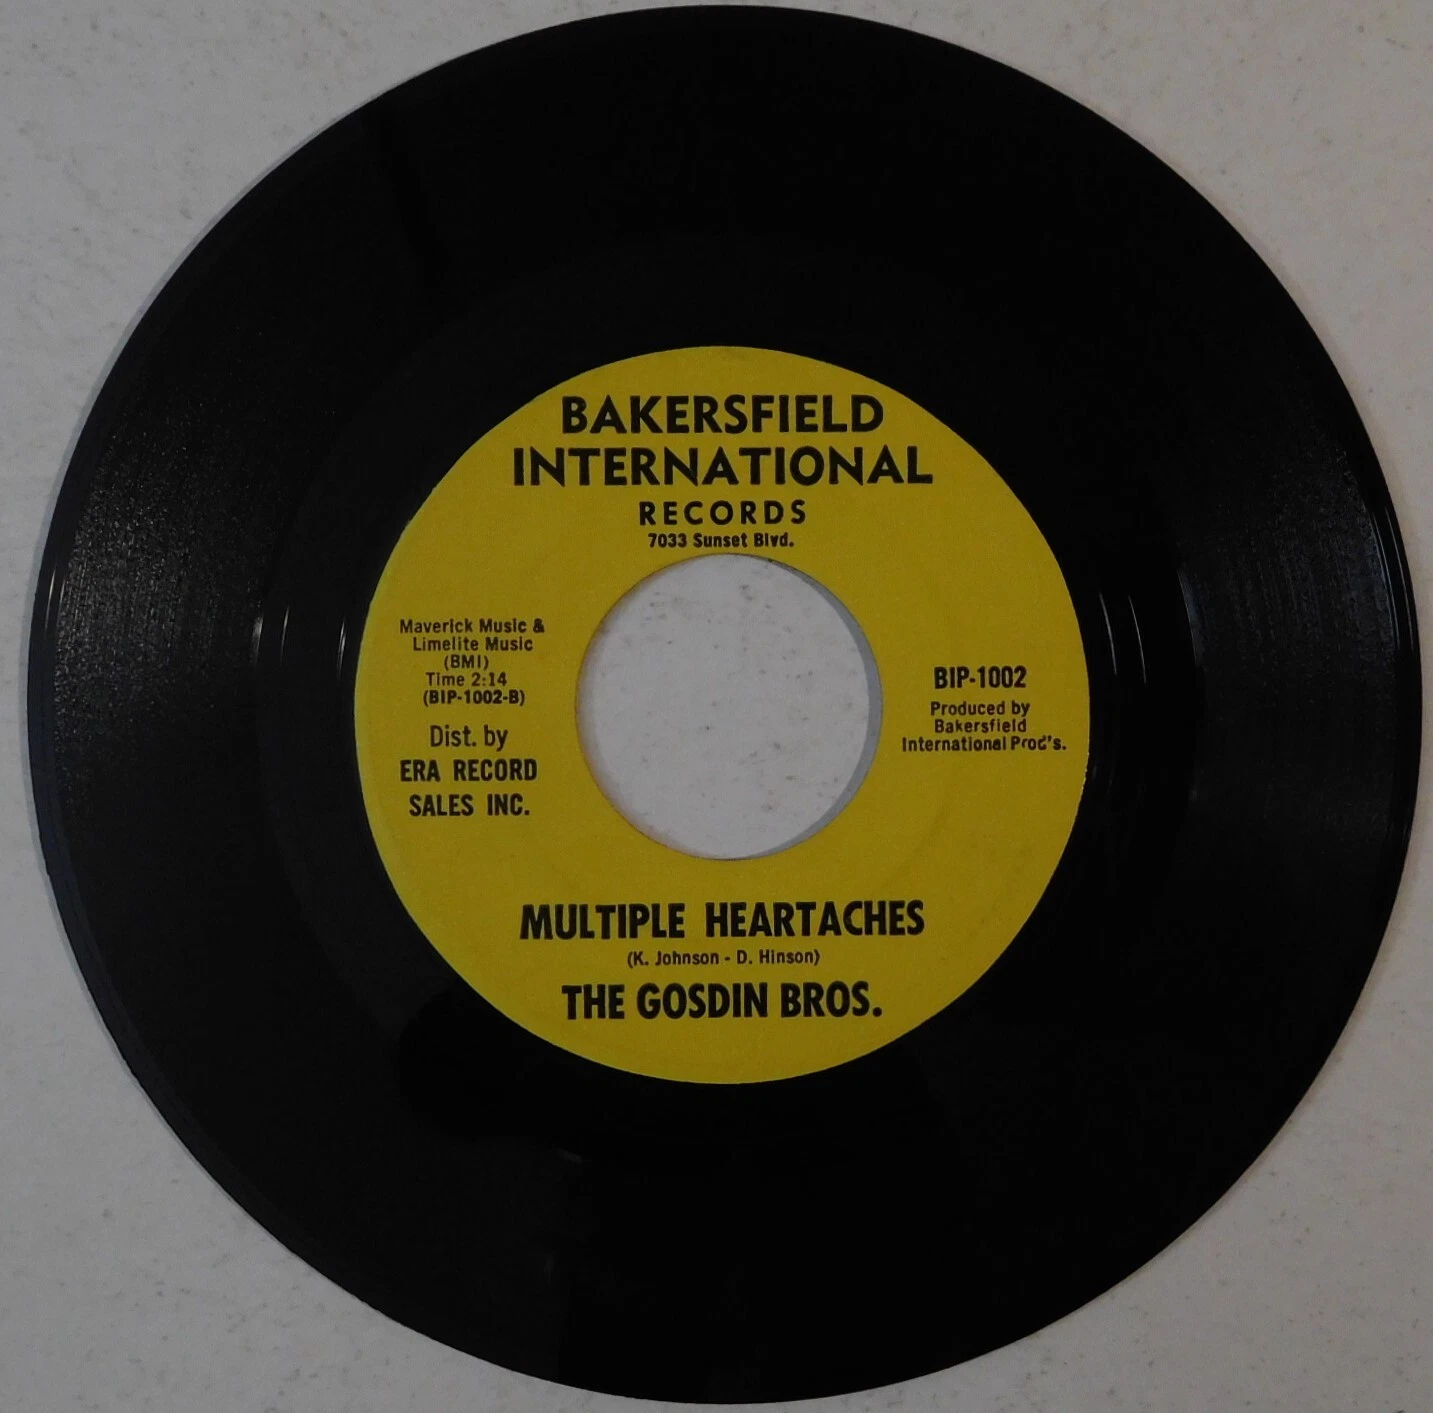 BAKERSFIELD
INTERNATIONAL
RECORDS
7033 Sunset Blvd.
Maverick Music &
Limelite Music
(BMI)
Time 2:14
(BIP-1002-B)
Dist. by
ERA RECORD
SALES INC.
BIP-1002
Produced by
Bakersfield
International Prod's.
MULTIPLE HEARTACHES
(K. Johnson - D. Hinson)
THE GOSDIN BROS.